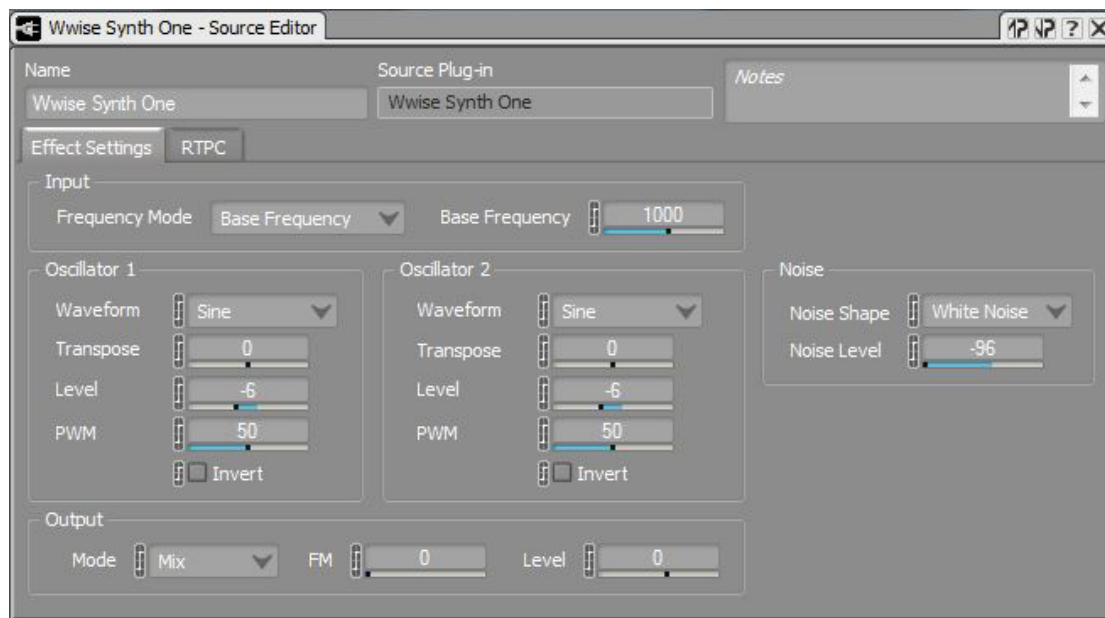 Wwise Synth One - Source Editor
Name Source Plug-in Notes
Wwise Synth One Wwise Synth One
Effect Settings RTPC
Input
Frequency Mode Base Frequency Base Frequency 1000
Oscillator 1 Oscillator 2 Noise
Waveform Sine Waveform Sine Noise Shape White Noise
Transpose 0 Transpose 0 Noise Level -96
Level -6 Level -6
PWM 50 PWM 50
Invert Invert
Output
Mode Mix FM 0 Level 0